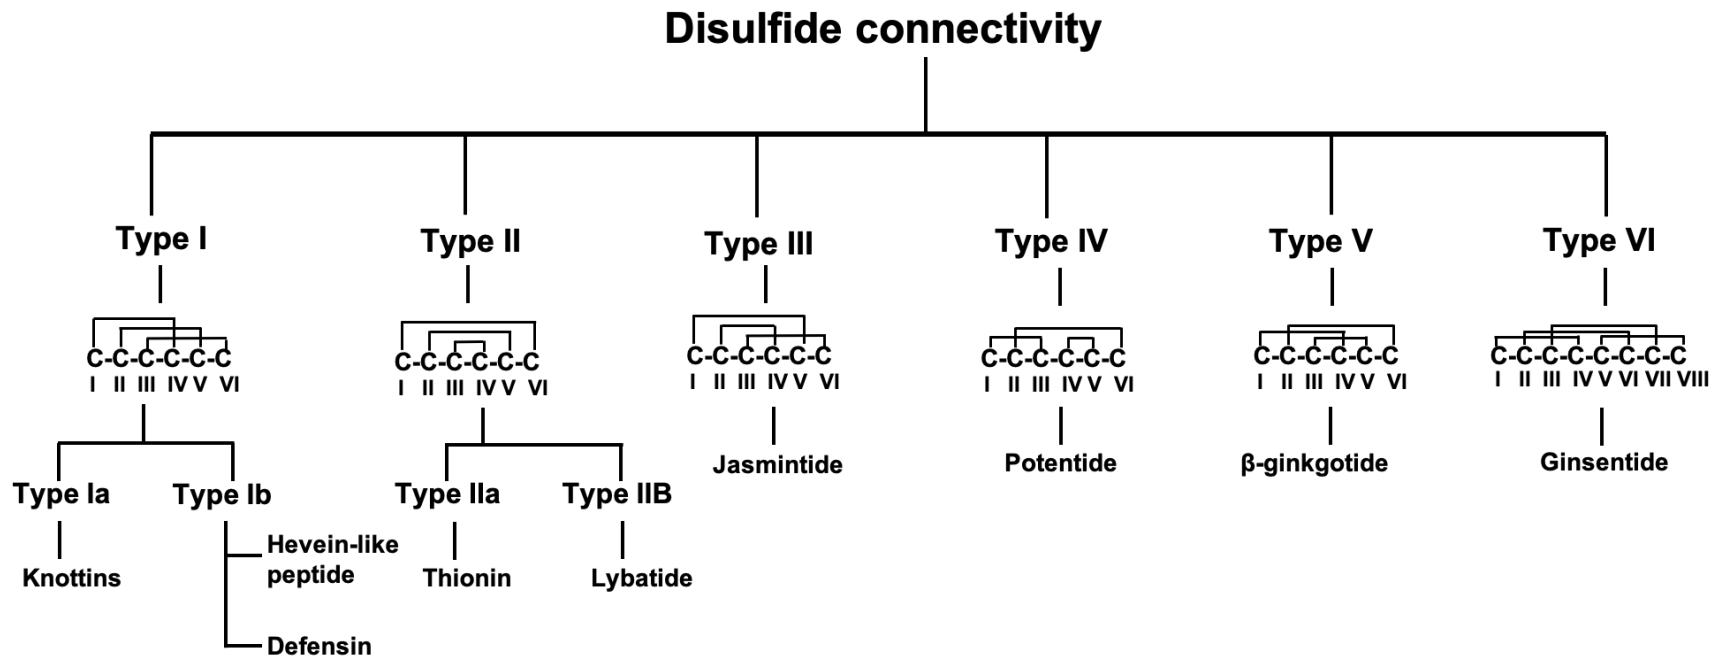 Disulfide connectivity
Type I
Type II
Type III
Type IV
Type V
Type VI
C-C-C-C-C-C
I II III IV V VI
C-C-C-C-C-C
I II III IV V VI
C-C-C-C-C-C
I II III IV V VI
C-C-C-C-C-C
I II III IV V VI
C-C-C-C-C-C
I II III IV V VI
C-C-C-C-C-C-C-C
I II III IV V VI VII VIII
Jasmintide
Potentide
β-ginkgotide
Ginsentide
Type Ia
Type Ib
Type IIa
Type IIB
Knottins
Hevein-like
peptide
Defensin
Thionin
Lybatide